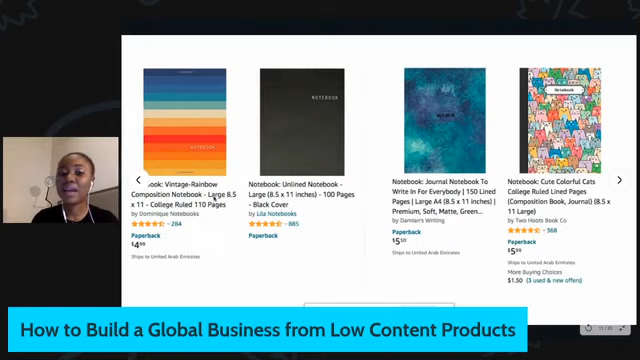 NOTEBOOK
NOTEBOOK
Notebook
ook: Vintage-Rainbow
Composition Notebook - Large 8.5
x 11 - College Ruled 110 Pages
by Dominique Notebooks
284
Paperback
$4.99
Ships to United Arab Emirates
Notebook: Unlined Notebook -
Large (8.5 x 11 inches) - 100 Pages
- Black Cover
by Lila Notebooks
885
Paperback
Notebook: Journal Notebook To
Write In For Everybody | 150 Lined
Pages | Large A4 (8.5 x 11 inches)
| Premium, Soft, Matte, Green...
by Damian's Writing
Paperback
$5.50
Ships to United Arab Emirates
Notebook: Cute Colorful Cats
College Ruled Lined Pages
(Composition Book, Journal) (8.5 x
11 Large)
by Two Hoots Book Co
368
Paperback
$5.99
Ships to United Arab Emirates
More Buying Choices
$1.50 (3 used & new offers)
How to Build a Global Business from Low Content Products